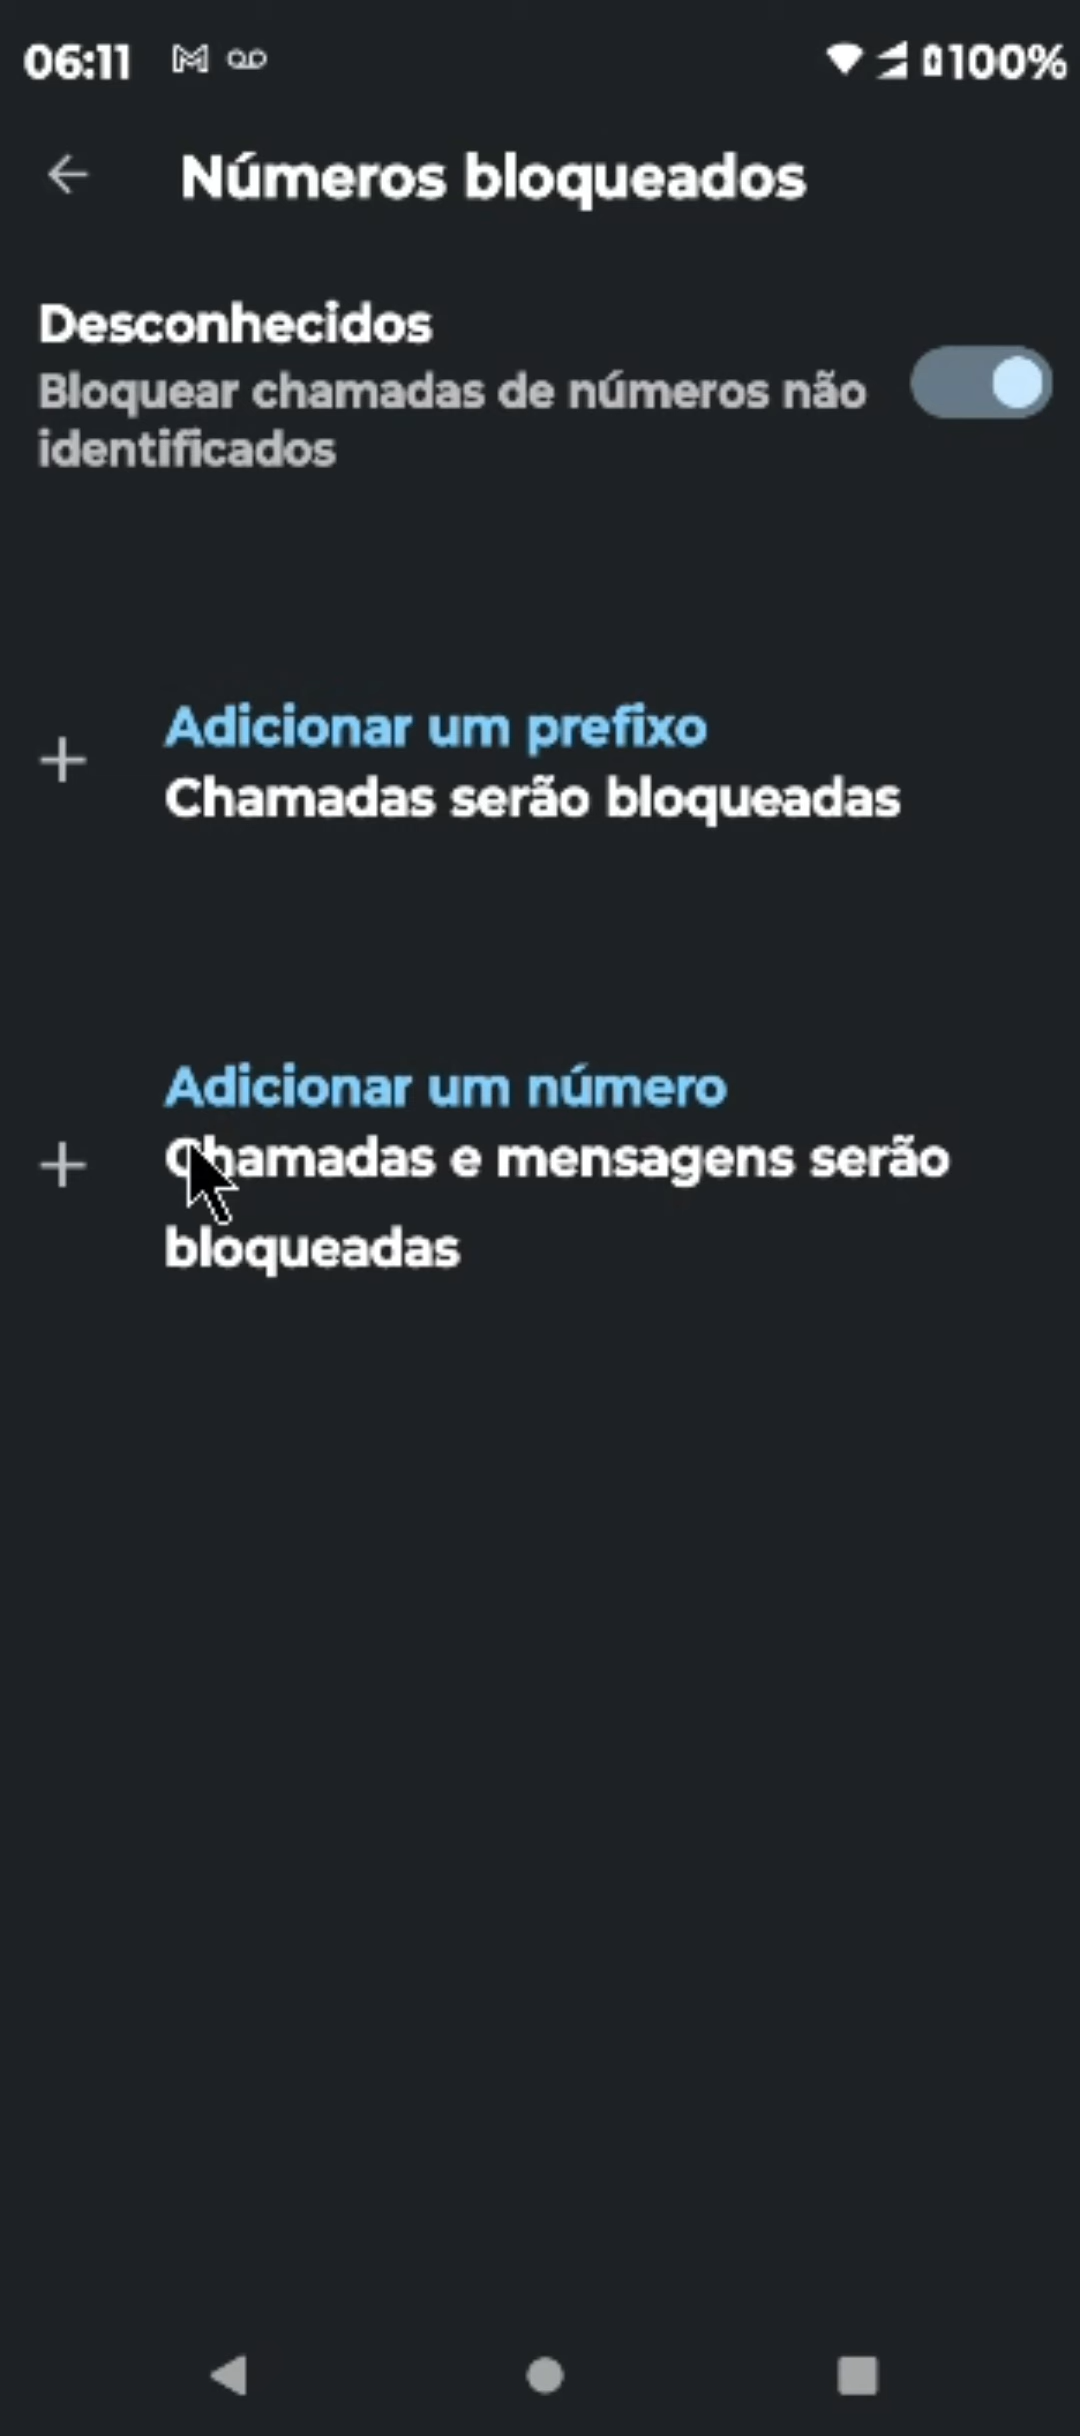 06:11 100%
Números bloqueados
Desconhecidos
Bloquear chamadas de números não
identificados
Adicionar um prefixo
Chamadas serão bloqueadas
Adicionar um número
Chamadas e mensagens serão
bloqueadas